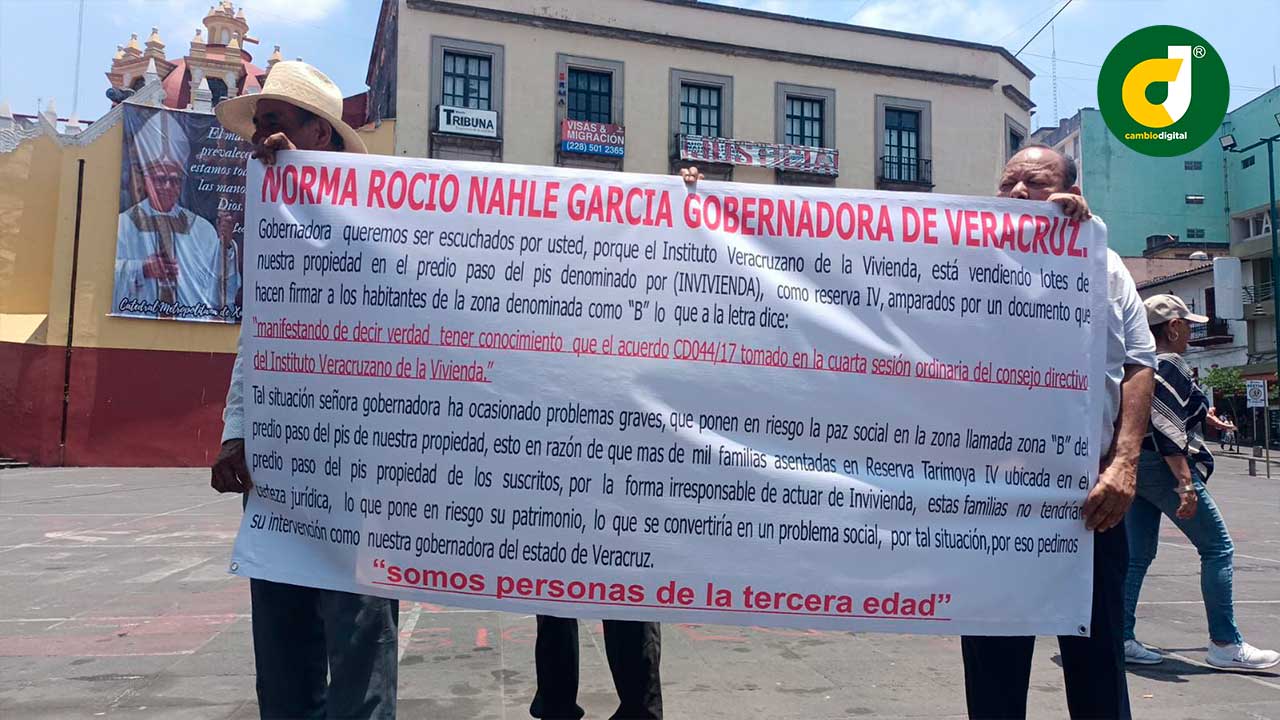 cambiodigital
®
TRIBUNA
VISAS &
MIGRACIÓN
228 501 2365
El ma
prevalece
estamos tod
las mano
Dios.
Le
Catedral Metropolitana de X
NORMA ROCIO NAHLE GARCIA GOBERNADORA DE VERACRUZ.
Gobernadora queremos ser escuchados por usted, porque el Instituto Veracruzano de la Vivienda, está vendiendo lotes de
nuestra propiedad en el predio paso del pis denominado por (INVIVIENDA), como reserva IV, amparados por un documento que
hacen firmar a los habitantes de la zona denominada como “B” lo que a la letra dice:
“manifestando de decir verdad tener conocimiento que el acuerdo CD044/17 tomado en la cuarta sesión ordinaria del consejo directivo
del Instituto Veracruzano de la Vivienda.”
Tal situación señora gobernadora ha ocasionado problemas graves, que ponen en riesgo la paz social en la zona llamada zona “B” del
predio paso del pis de nuestra propiedad, esto en razón de que mas de mil familias asentadas en Reserva Tarimoya IV ubicada en el
predio paso del pis propiedad de los suscritos, por la forma irresponsable de actuar de Invivienda, estas familias no tendrían
certeza jurídica, lo que pone en riesgo su patrimonio, lo que se convertiría en un problema social, por tal situación,por eso pedimos
su intervención como nuestra gobernadora del estado de Veracruz.
“somos personas de la tercera edad”